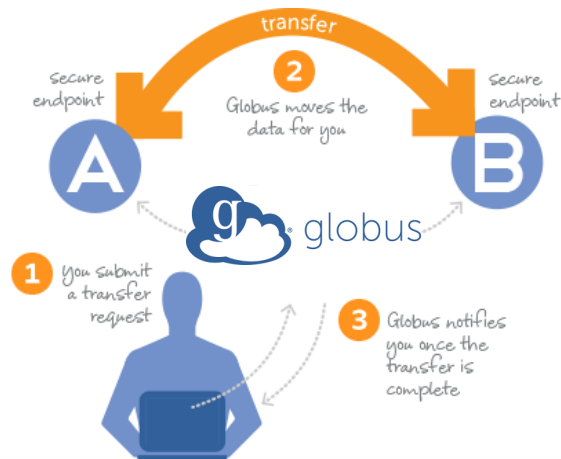 transfer
2
secure
endpoint
Globus moves the
data for you
secure
endpoint
A
B
g
globus
1
You submit
a transfer
request
3
Globus notifies
you once the
transfer is
complete